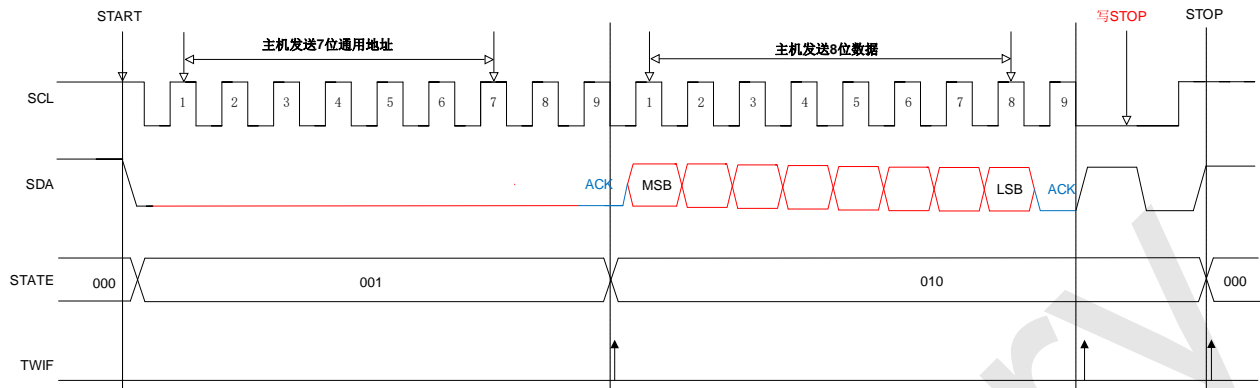 START 写STOP STOP
主机发送7位通用地址 主机发送8位数据
SCL 1 2 3 4 5 6 7 8 9 1 2 3 4 5 6 7 8 9
SDA ACK MSB LSB ACK
STATE 000 001 010 000
TWIF